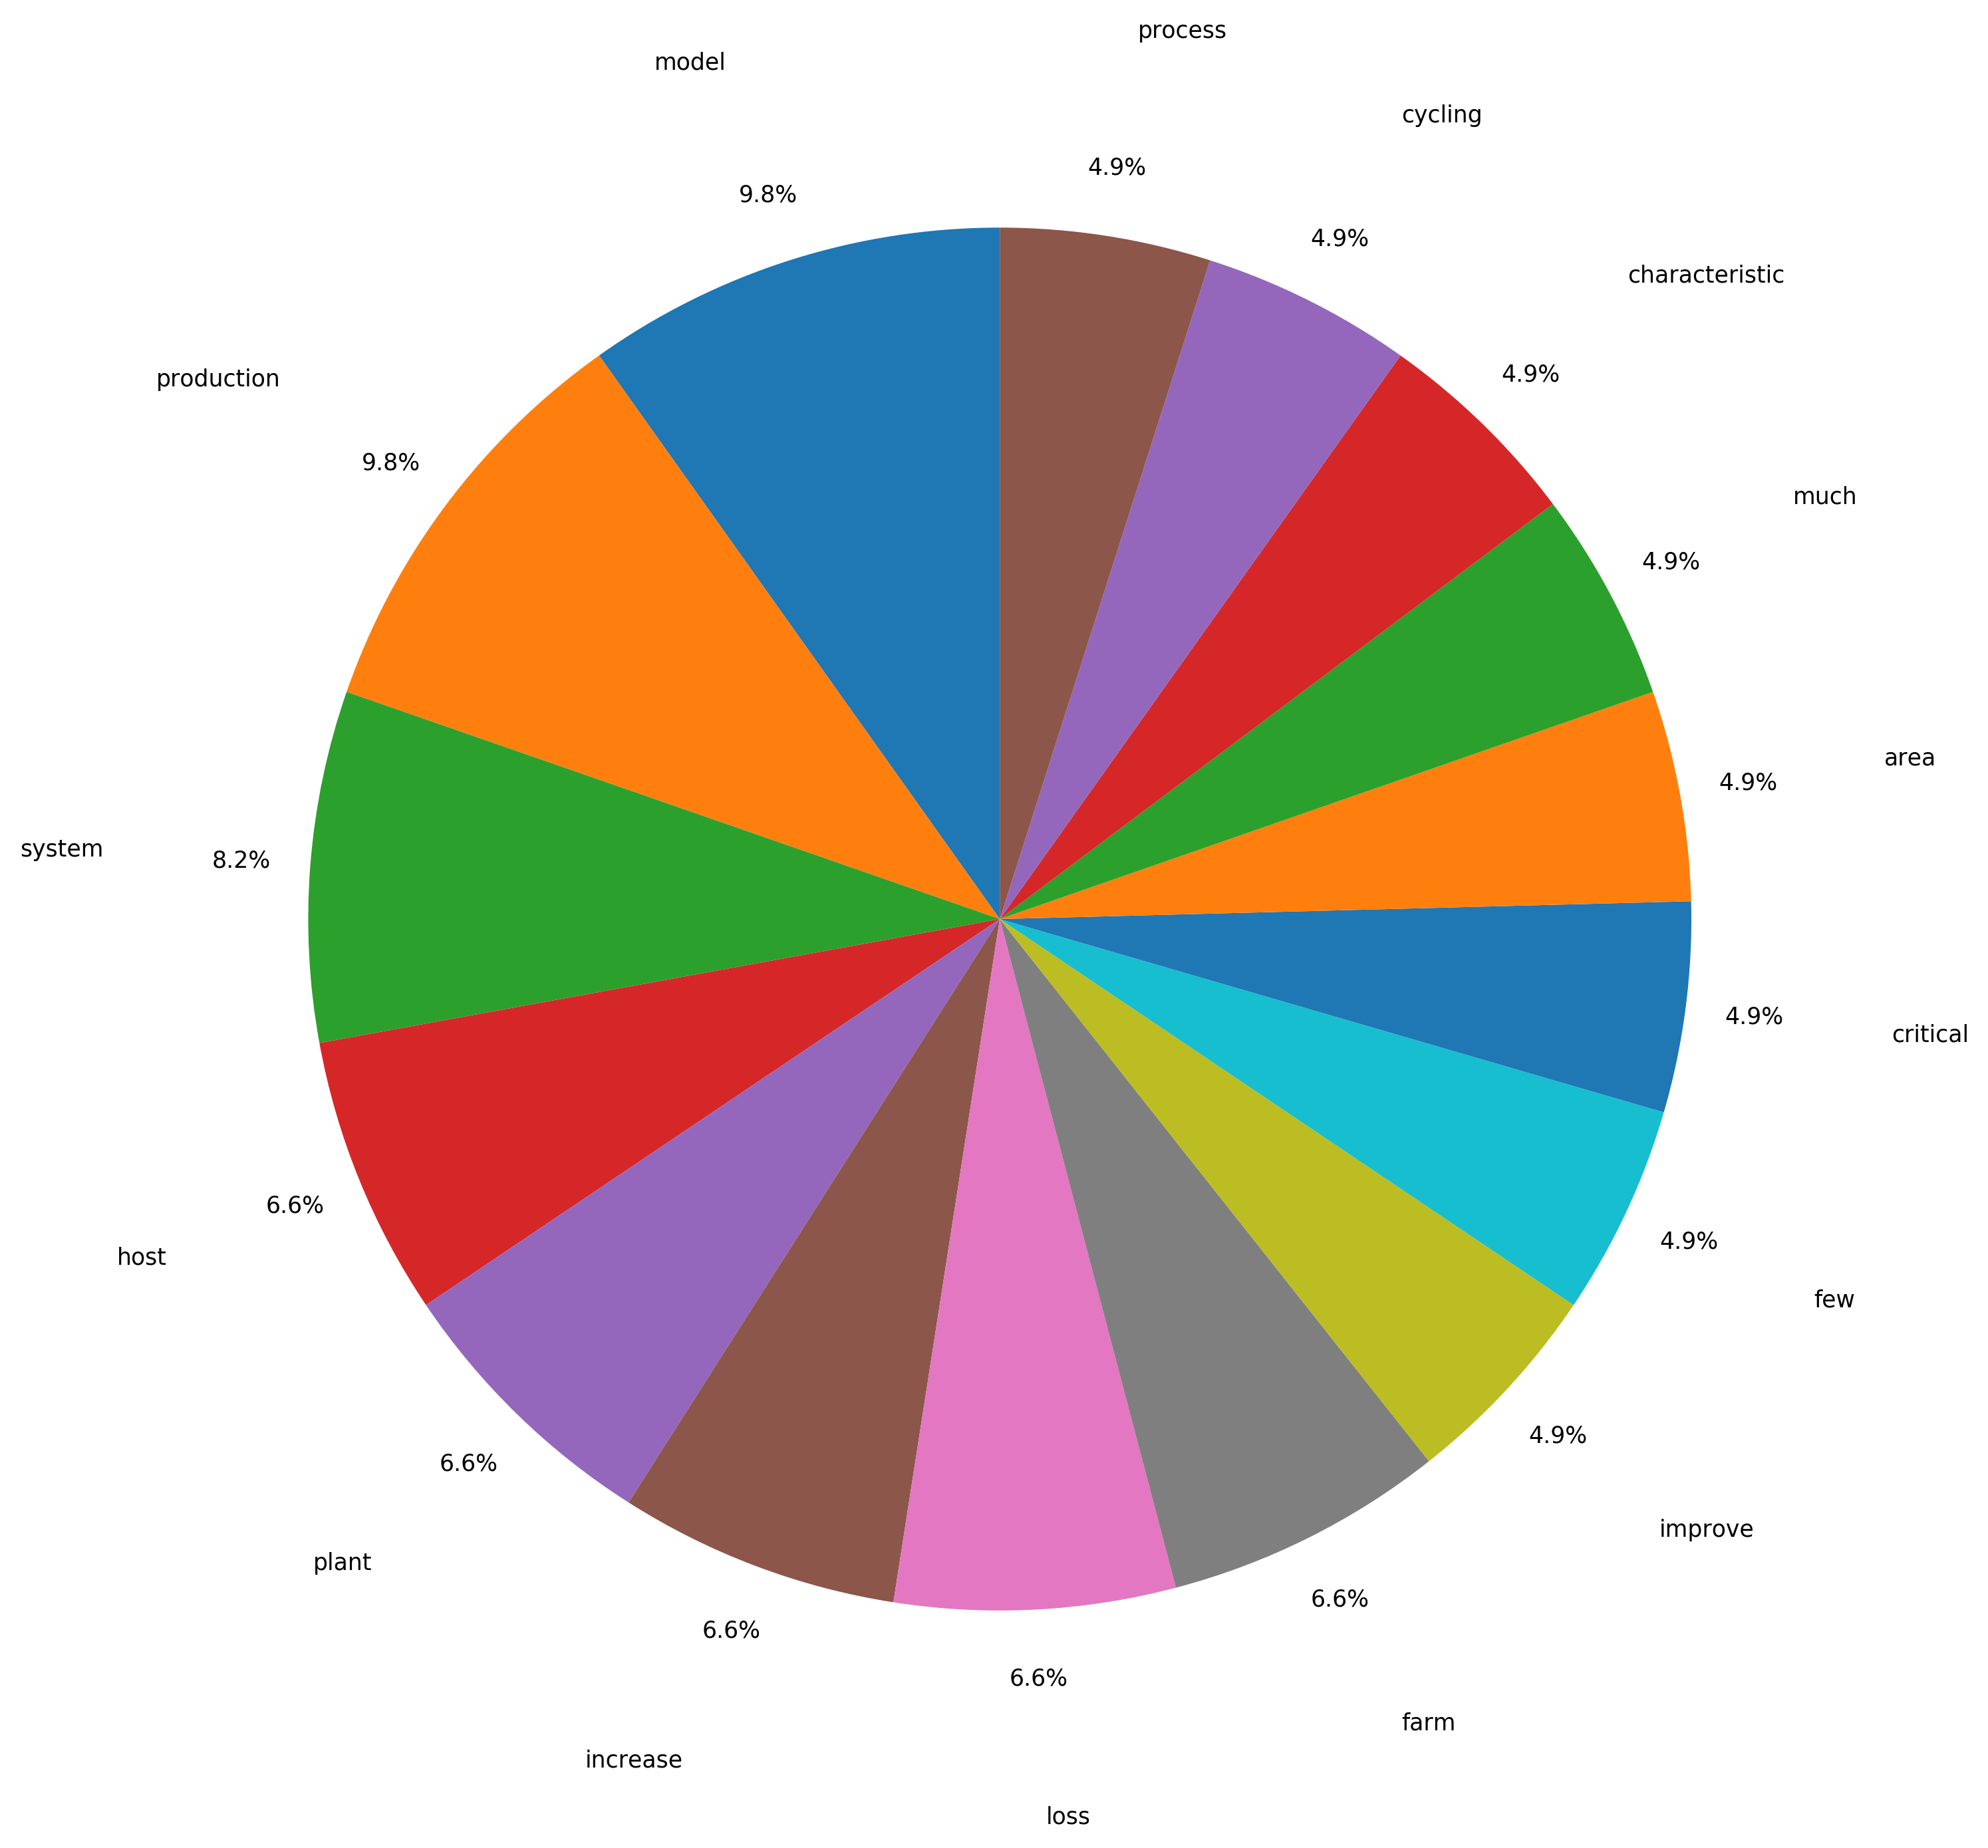 process
model
cycling
4.9%
9.8%
4.9%
characteristic
4.9%
production
9.8%
much
4.9%
area
4.9%
system
8.2%
critical
4.9%
host
6.6%
few
4.9%
improve
4.9%
plant
6.6%
increase
6.6%
loss
6.6%
farm
6.6%